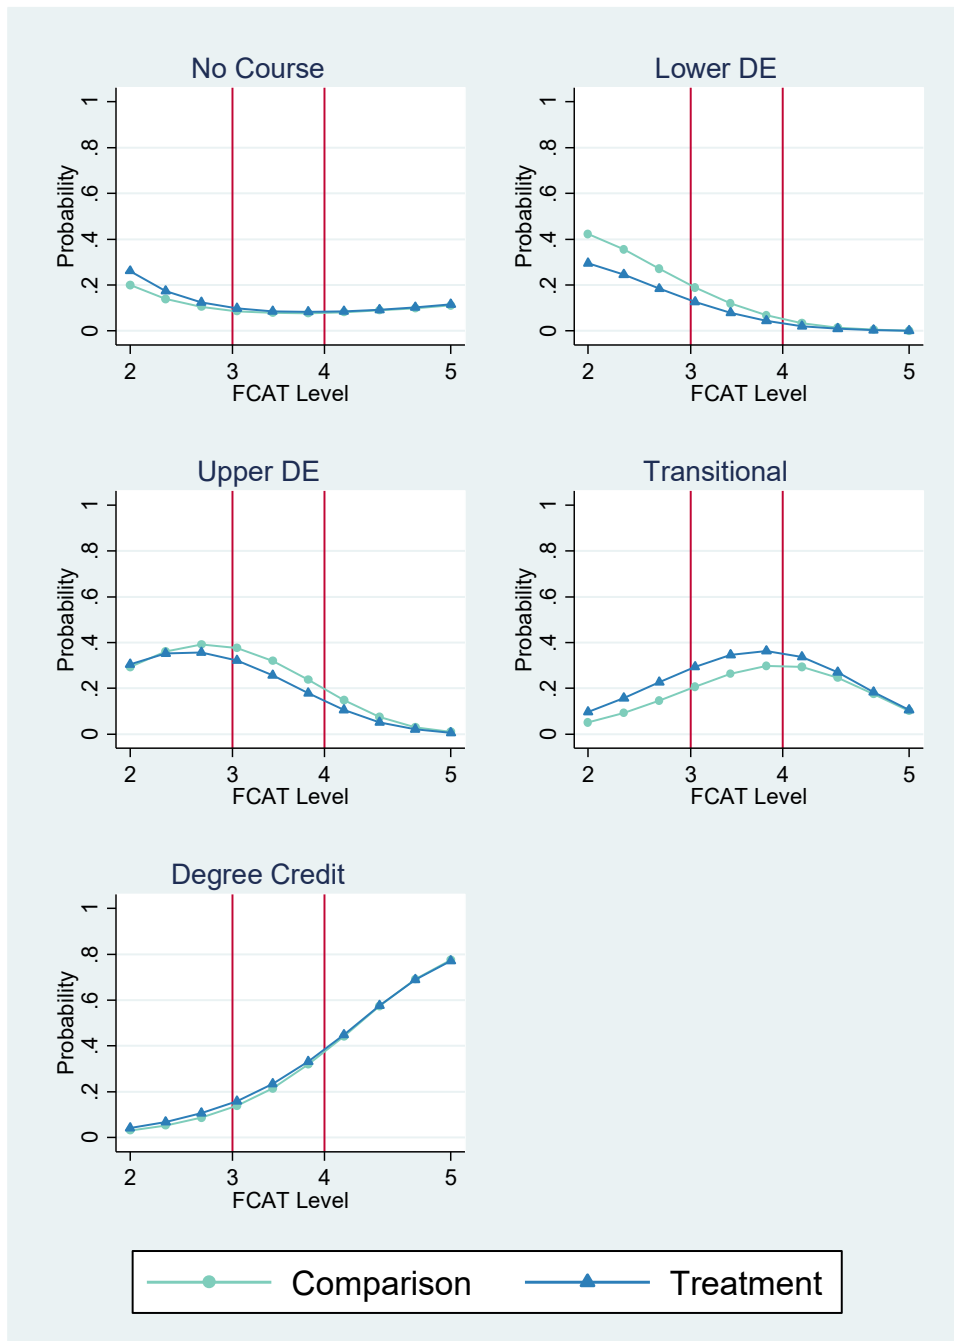 No Course
Probability
1
.8
.6
.4
.2
0
2 3 4 5
FCAT Level
Lower DE
Probability
1
.8
.6
.4
.2
0
2 3 4 5
FCAT Level
Upper DE
Probability
1
.8
.6
.4
.2
0
2 3 4 5
FCAT Level
Transitional
Probability
1
.8
.6
.4
.2
0
2 3 4 5
FCAT Level
Degree Credit
Probability
1
.8
.6
.4
.2
0
2 3 4 5
FCAT Level
Comparison Treatment